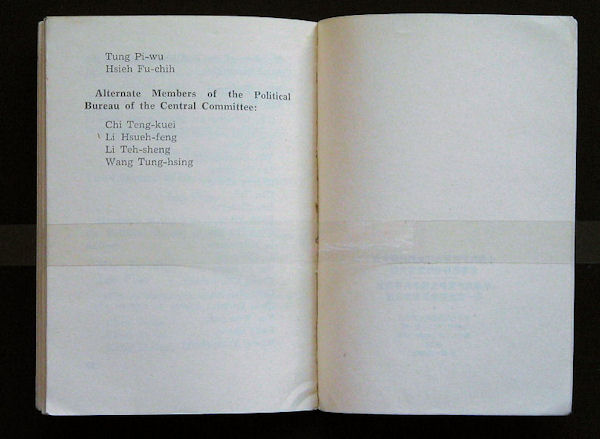 Tung Pi-wu
Hsieh Fu-chih
Alternate Members of the Political
Bureau of the Central Committee:
Chi Teng-kuei
Li Hsueh-feng
Li Teh-sheng
Wang Tung-hsing